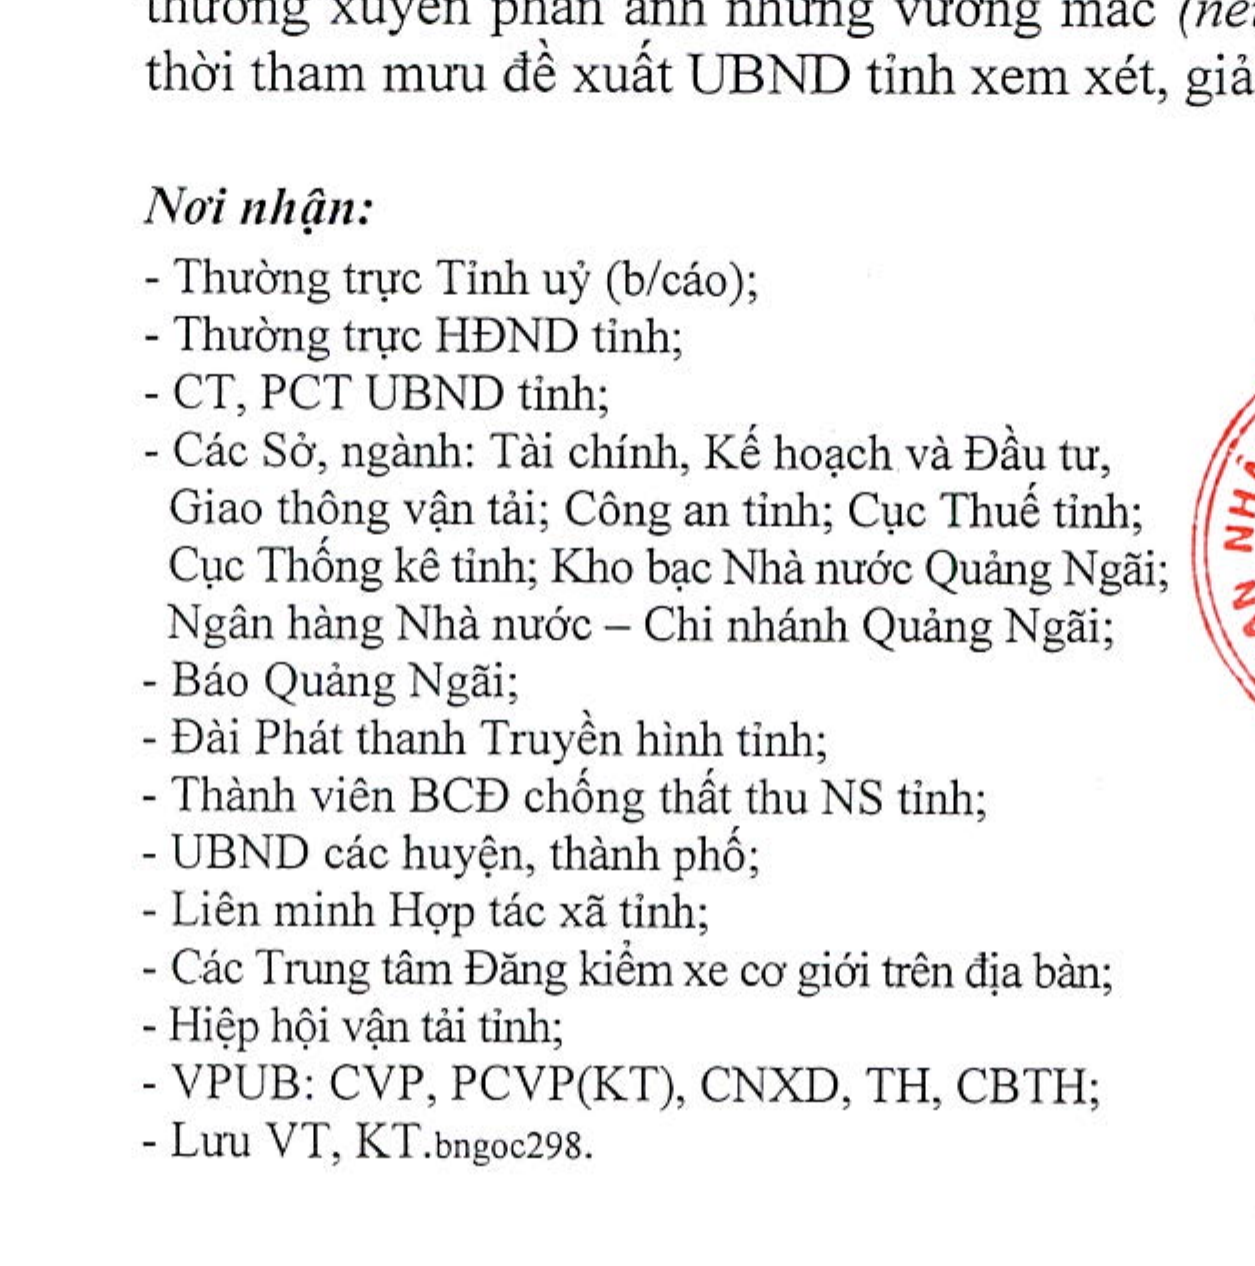 thường xuyên phản ánh những vướng mắc
thời tham mưu đề xuất UBND tỉnh xem xét,
Nơi nhận:
- Thường trực Tỉnh uỷ (b/cáo);
- Thường trực HĐND tỉnh;
- CT, PCT UBND tỉnh;
- Các Sở, ngành: Tài chính, Kế hoạch và Đầu tư,
Giao thông vận tải; Công an tỉnh; Cục Thuế tỉnh;
Cục Thống kê tỉnh; Kho bạc Nhà nước Quảng Ngãi;
Ngân hàng Nhà nước – Chi nhánh Quảng Ngãi;
- Báo Quảng Ngãi;
- Đài Phát thanh Truyền hình tỉnh;
- Thành viên BCĐ chống thất thu NS tỉnh;
- UBND các huyện, thành phố;
- Liên minh Hợp tác xã tỉnh;
- Các Trung tâm Đăng kiểm xe cơ giới trên địa bàn;
- Hiệp hội vận tải tỉnh;
- VPUB: CVP, PCVP(KT), CNXD, TH, CBTH;
- Lưu VT, KT.bngoc298.